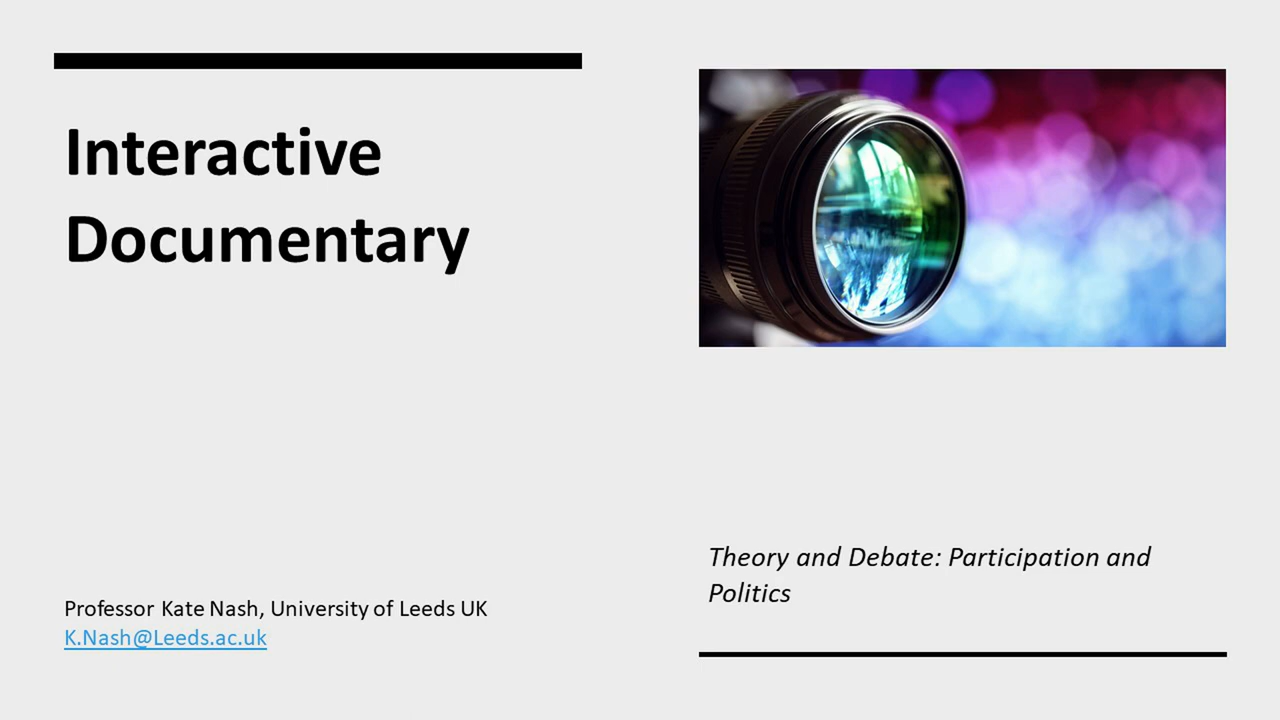 Interactive
Documentary
Professor Kate Nash, University of Leeds UK
K.Nash@Leeds.ac.uk
Theory and Debate: Participation and
Politics